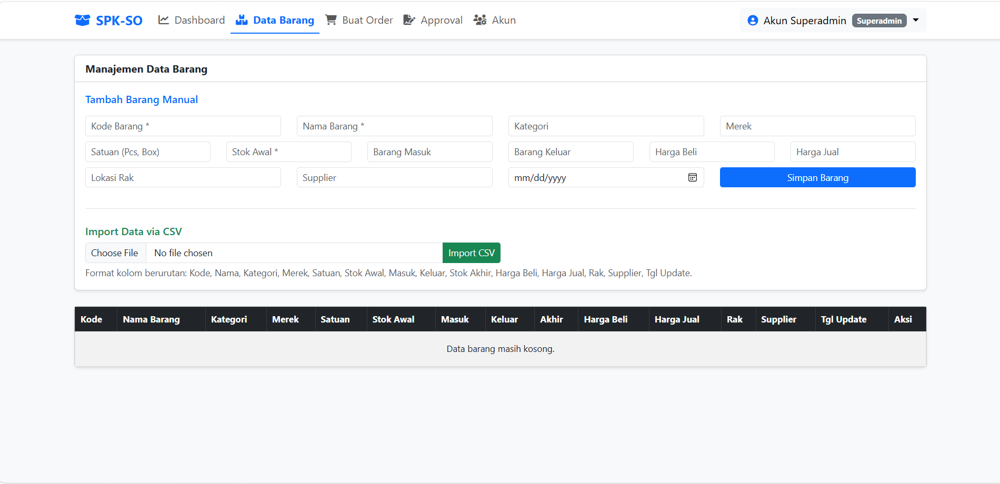 SPK-SO Dashboard Data Barang Buat Order Approval Akun Akun Superadmin Superadmin
Manajemen Data Barang
Tambah Barang Manual
Kode Barang * Nama Barang * Kategori Merek
Satuan (Pcs, Box) Stok Awal * Barang Masuk Barang Keluar Harga Beli Harga Jual
Lokasi Rak Supplier mm/dd/yyyy Simpan Barang
Import Data via CSV
Choose File No file chosen Import CSV
Format kolom berurutan: Kode, Nama, Kategori, Merek, Satuan, Stok Awal, Masuk, Keluar, Stok Akhir, Harga Beli, Harga Jual, Rak, Supplier, Tgl Update.
Kode Nama Barang Kategori Merek Satuan Stok Awal Masuk Keluar Akhir Harga Beli Harga Jual Rak Supplier Tgl Update Aksi
Data barang masih kosong.